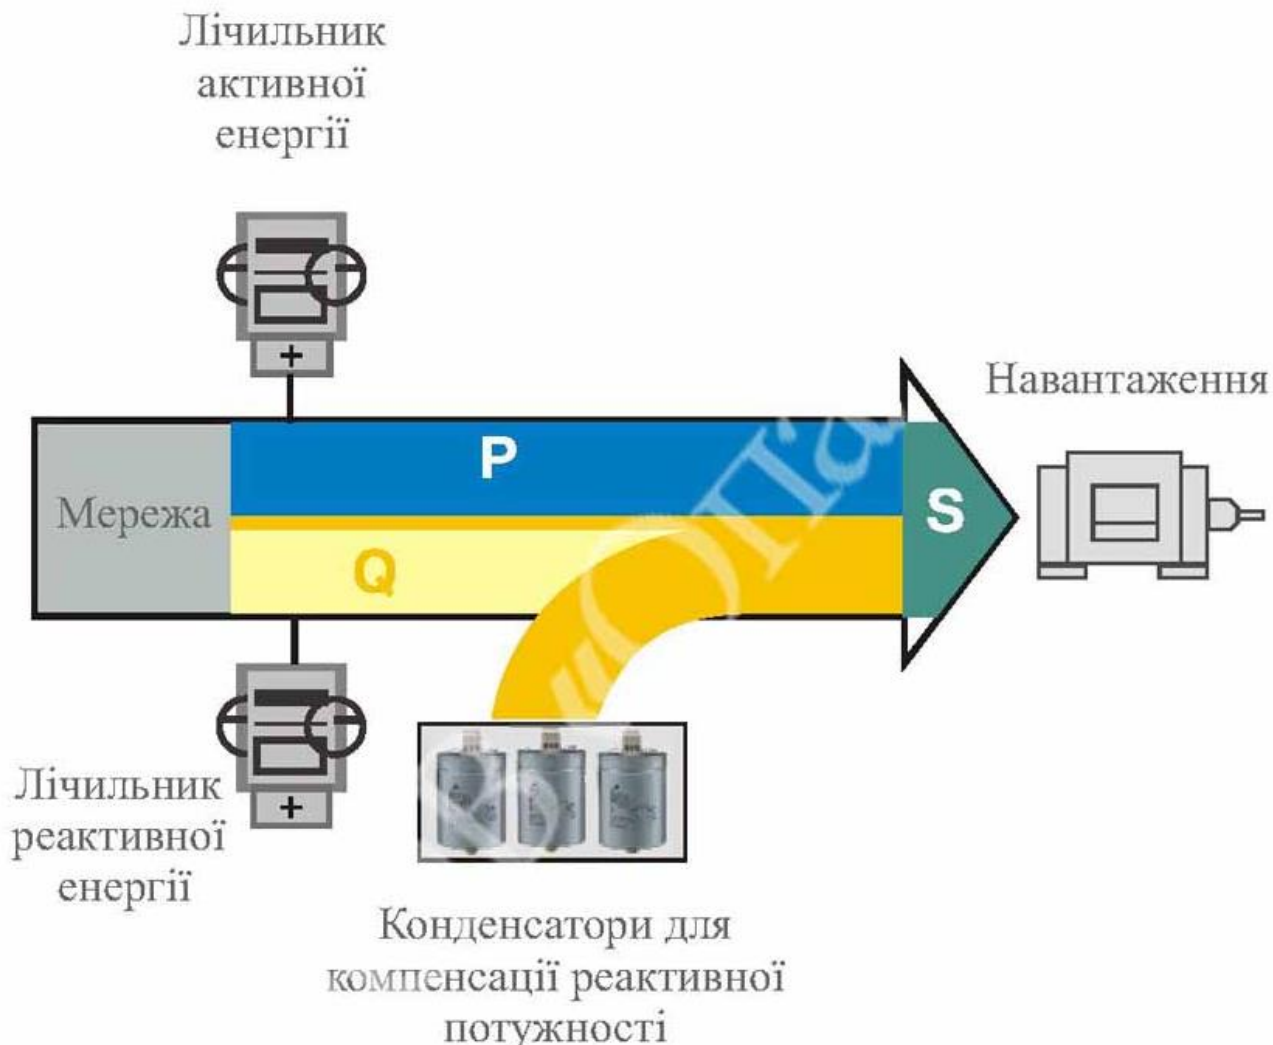 Лічильник
активної
енергії
+
Навантаження
P
Мережа
S
Q
+
Лічильник
реактивної
енергії
Конденсатори для
компенсації реактивної
потужності